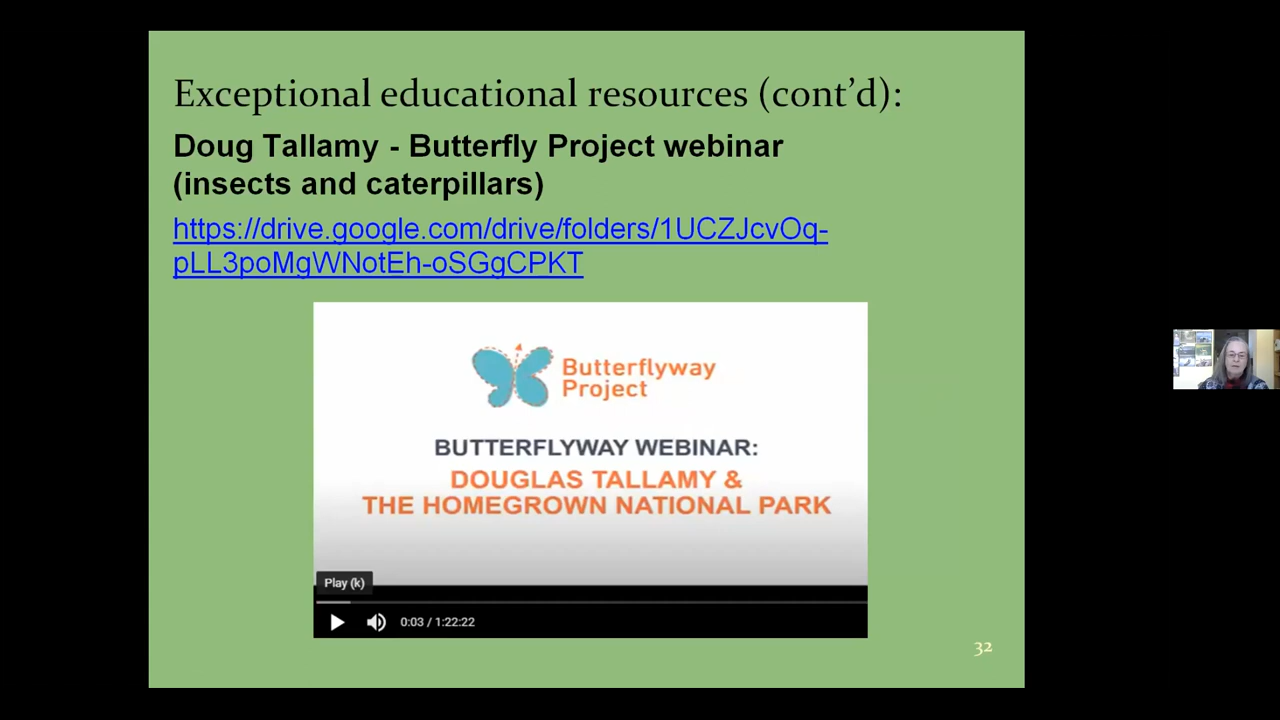 Exceptional educational resources (cont’d):
Doug Tallamy - Butterfly Project webinar
(insects and caterpillars)
https://drive.google.com/drive/folders/1UCZJcvOq-
pLL3poMgWNotEh-oSGgCPKT
Butterflyway
Project
BUTTERFLYWAY WEBINAR:
DOUGLAS TALLAMY &
THE HOMEGROWN NATIONAL PARK
Play (k)
0:03 / 1:22:22
32